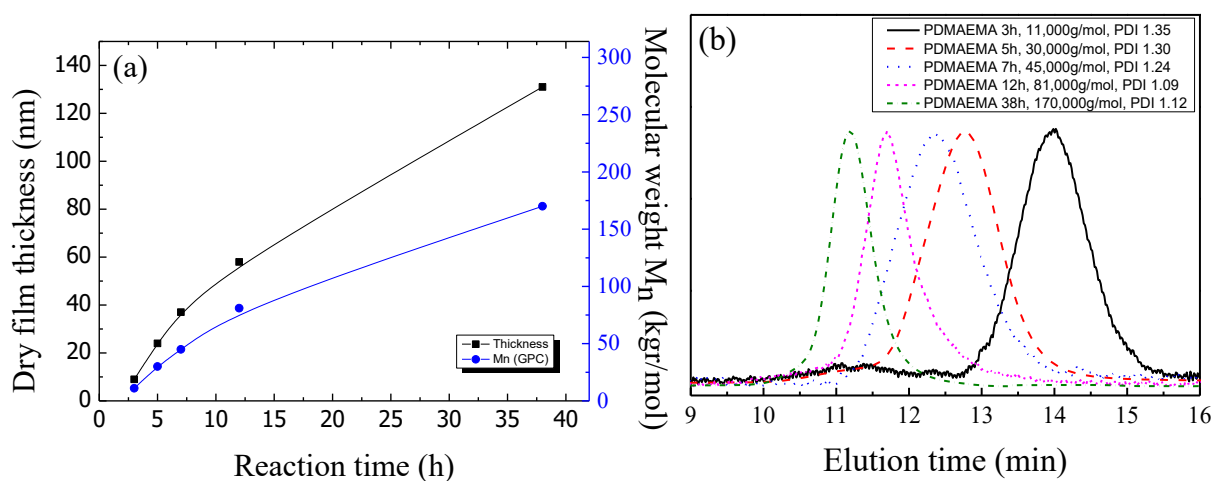 (a)
Dry film thickness (nm)
140
120
100
80
60
40
20
0
0 5 10 15 20 25 30 35 40
Reaction time (h)
300
250
200
150
100
50
0
Molecular weight Mn (kgr/mol)
Thickness
Mn (GPC)
(b)
PDMAEMA 3h, 11,000g/mol, PDI 1.35
PDMAEMA 5h, 30,000g/mol, PDI 1.30
PDMAEMA 7h, 45,000g/mol, PDI 1.24
PDMAEMA 12h, 81,000g/mol, PDI 1.09
PDMAEMA 38h, 170,000g/mol, PDI 1.12
9 10 11 12 13 14 15 16
Elution time (min)